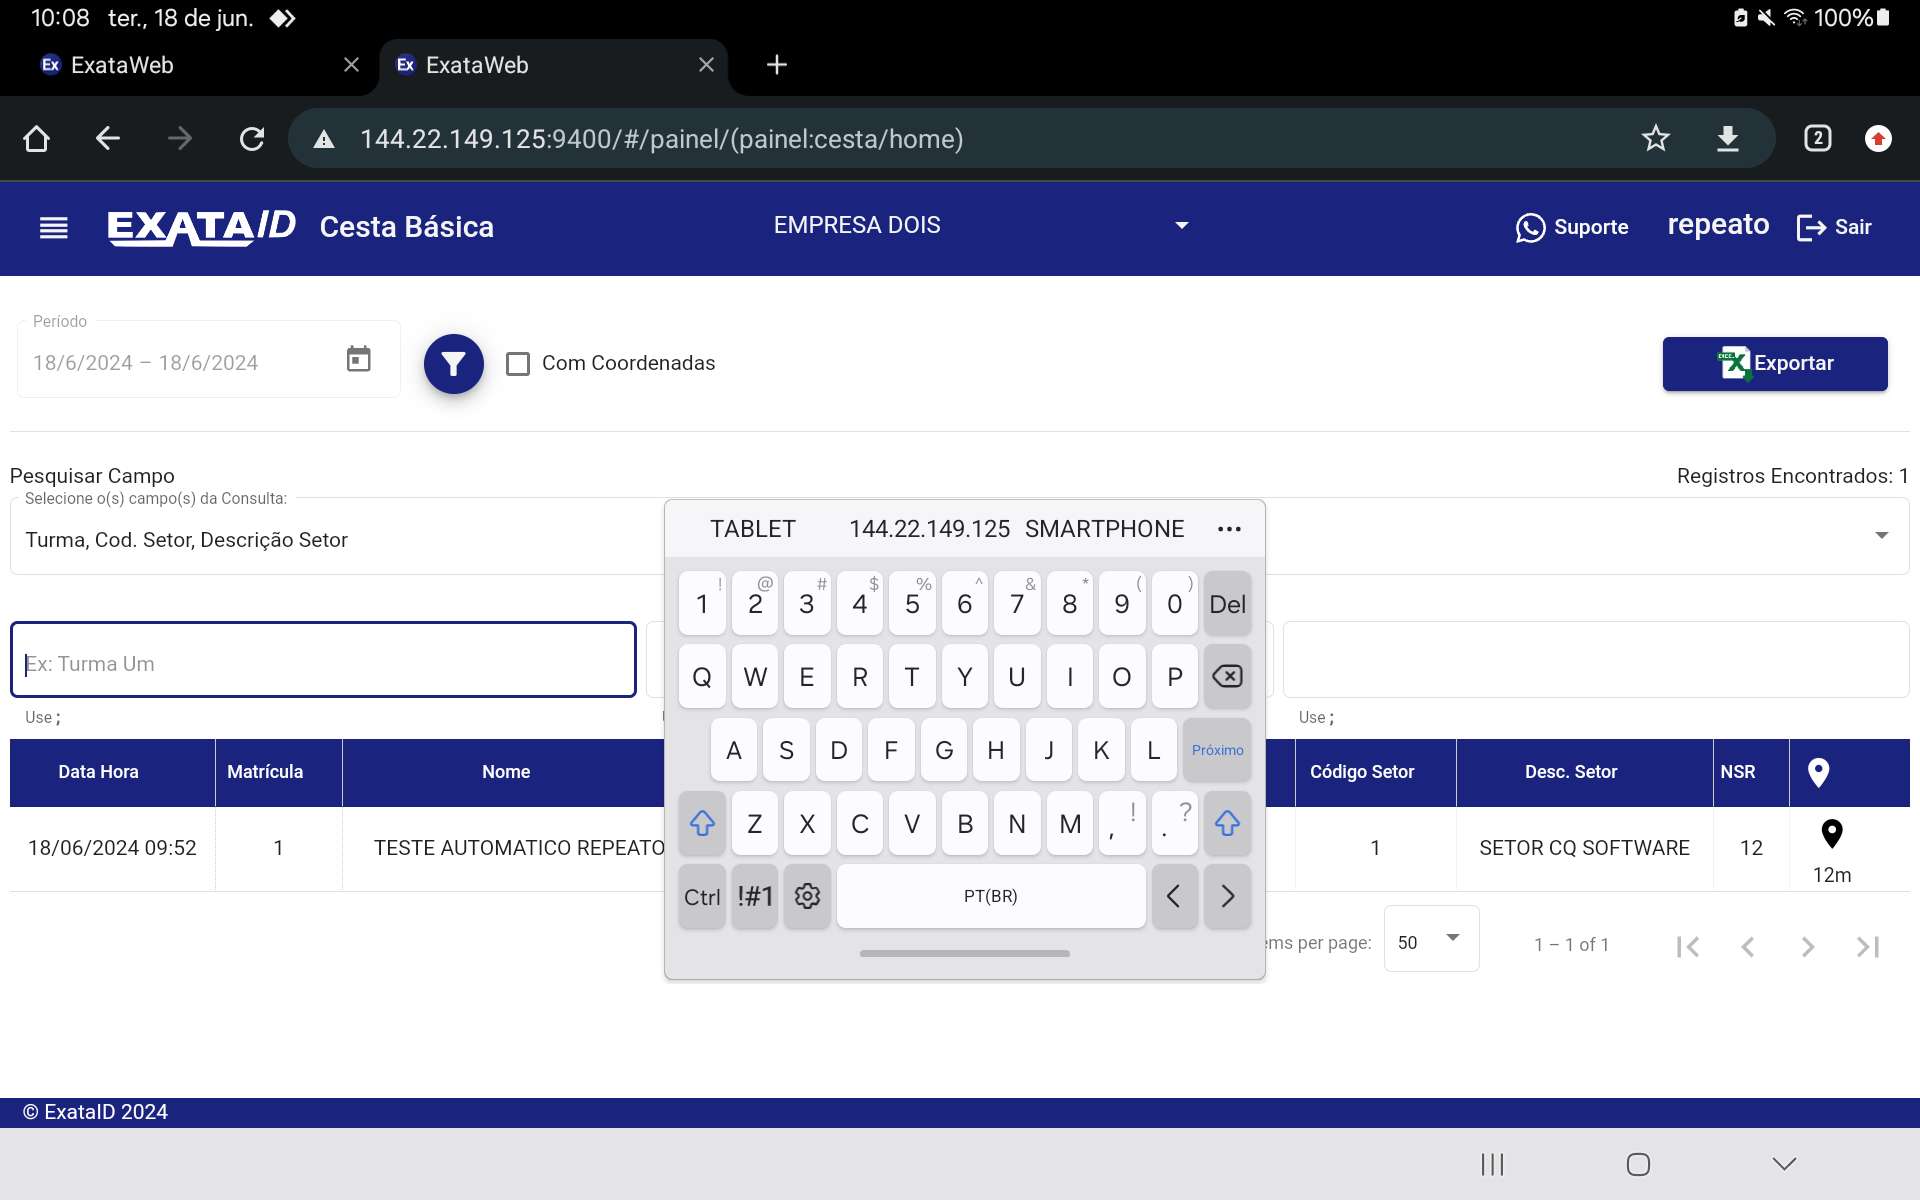 10:08 ter., 18 de jun. 100%
Ex ExataWeb Ex ExataWeb
144.22.149.125:9400/#/painel/(painel:cesta/home) 2
EXATAID Cesta Básica EMPRESA DOIS Suporte repeato Sair
Período
18/6/2024 – 18/6/2024 Com Coordenadas Exportar
Pesquisar Campo Registros Encontrados: 1
Selecione o(s) campo(s) da Consulta:
Turma, Cod. Setor, Descrição Setor
TABLET 144.22.149.125 SMARTPHONE ...
! @ # $ % ^ & * ( )
1 2 3 4 5 6 7 8 9 0 Del
Ex: Turma Um
Q W E R T Y U I O P
Use ; Use ;
A S D F G H J K L Próximo
Data Hora Matrícula Nome Código Setor Desc. Setor NSR
Z X C V B N M , ! . ?
18/06/2024 09:52 1 TESTE AUTOMATICO REPEATO 1 SETOR CQ SOFTWARE 12
12m
Ctrl !#1 PT(BR)
ems per page: 50 1 – 1 of 1
© ExataID 2024